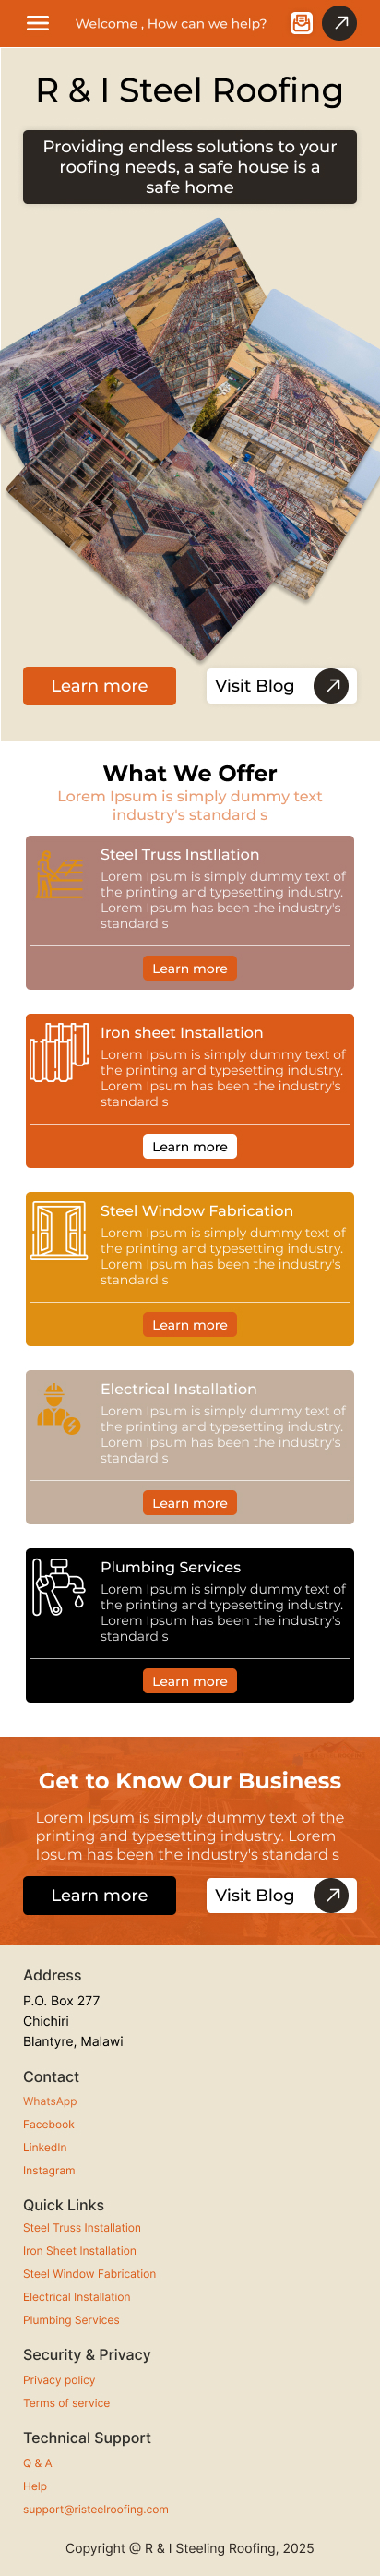 Welcome , How can we help?
R & I Steel Roofing
Providing endless solutions to your
roofing needs, a safe house is a
safe home
Learn more
Visit Blog
What We Offer
Lorem Ipsum is simply dummy text
industry's standard s
Steel Truss Instllation
Lorem Ipsum is simply dummy text of
the printing and typesetting industry.
Lorem Ipsum has been the industry's
standard s
Learn more
Iron sheet Installation
Lorem Ipsum is simply dummy text of
the printing and typesetting industry.
Lorem Ipsum has been the industry's
standard s
Learn more
Steel Window Fabrication
Lorem Ipsum is simply dummy text of
the printing and typesetting industry.
Lorem Ipsum has been the industry's
standard s
Learn more
Electrical Installation
Lorem Ipsum is simply dummy text of
the printing and typesetting industry.
Lorem Ipsum has been the industry's
standard s
Learn more
Plumbing Services
Lorem Ipsum is simply dummy text of
the printing and typesetting industry.
Lorem Ipsum has been the industry's
standard s
Learn more
Get to Know Our Business
Lorem Ipsum is simply dummy text of the
printing and typesetting industry. Lorem
Ipsum has been the industry's standard s
Learn more
Visit Blog
Address
P.O. Box 277
Chichiri
Blantyre, Malawi
Contact
WhatsApp
Facebook
LinkedIn
Instagram
Quick Links
Steel Truss Installation
Iron Sheet Installation
Steel Window Fabrication
Electrical Installation
Plumbing Services
Security & Privacy
Privacy policy
Terms of service
Technical Support
Q & A
Help
support@risteelroofing.com
Copyright @ R & I Steeling Roofing, 2025